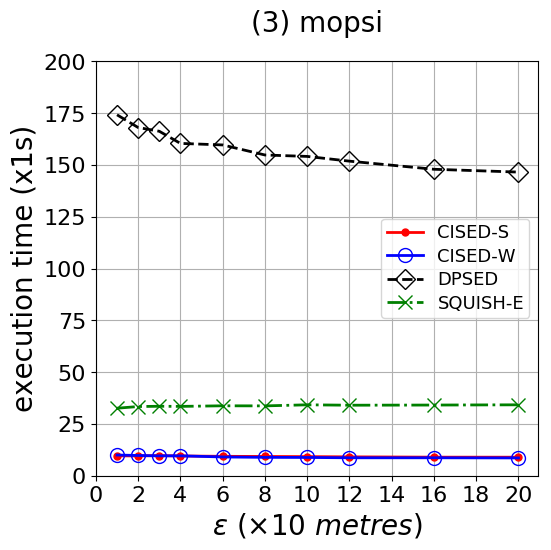 (3) mopsi
execution time (x1s)
200
175
150
125
100
75
50
25
0
CISED-S
CISED-W
DPSED
SQUISH-E
0 2 4 6 8 10 12 14 16 18 20
ε (×10 metres)